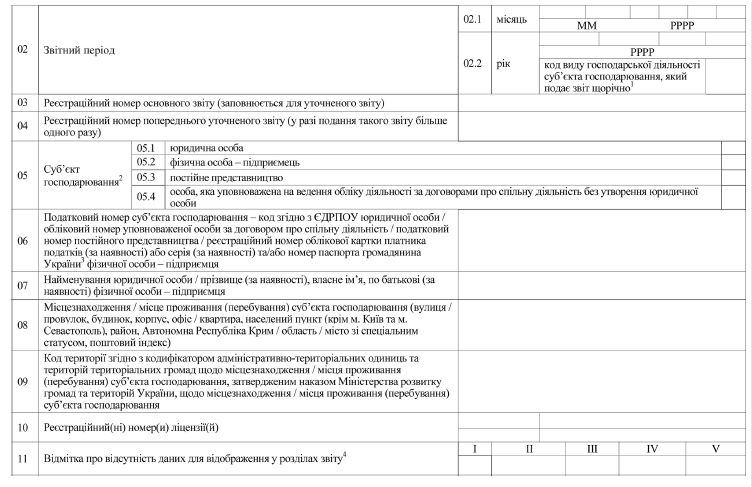 02 Звітний період
02.1 місяць
ММ РРРР
02.2 рік
РРРР
код виду господарської діяльності
суб’єкта господарювання, який
подає звіт щорічно1
03 Реєстраційний номер основного звіту (заповнюється для уточненого звіту)
04 Реєстраційний номер попереднього уточненого звіту (у разі подання такого звіту більше
одного разу)
05 Суб’єкт
господарювання2
05.1 юридична особа
05.2 фізична особа – підприємець
05.3 постійне представництво
05.4 особа, яка уповноважена на ведення обліку діяльності за договорами про спільну діяльність без утворення юридичної
особи
06 Податковий номер суб’єкта господарювання – код згідно з ЄДРПОУ юридичної особи /
обліковий номер уповноваженої особи за договором про спільну діяльність / податковий
номер постійного представництва / реєстраційний номер облікової картки платника
податків (за наявності) або серія (за наявності) та/або номер паспорта громадянина
України3 фізичної особи – підприємця
07 Найменування юридичної особи / прізвище (за наявності), власне ім’я, по батькові (за
наявності) фізичної особи – підприємця
08 Місцезнаходження / місце проживання (перебування) суб’єкта господарювання (вулиця /
провулок, будинок, корпус, офіс / квартира, населений пункт (крім м. Київ та м.
Севастополь), район, Автономна Республіка Крим / область / місто зі спеціальним
статусом, поштовий індекс)
09 Код території згідно з кодифікатором адміністративно-територіальних одиниць та
територій територіальних громад щодо місцезнаходження / місця проживання
(перебування) суб’єкта господарювання, затвердженим наказом Міністерства розвитку
громад та територій України, щодо місцезнаходження / місця проживання (перебування)
суб’єкта господарювання
10 Реєстраційний(ні) номер(и) ліцензії(й)
11 Відмітка про відсутність даних для відображення у розділах звіту4
I II III IV V